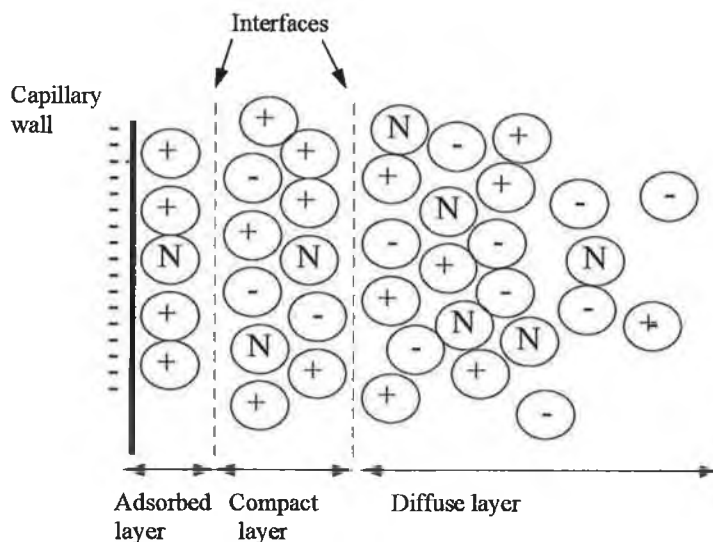 Interfaces
Capillary
wall
+ + N + +
+ + - + + N - - N + +
N - + + + N - - + - - N + - N N - + + - + -
Adsorbed
layer
Compact
layer
Diffuse layer